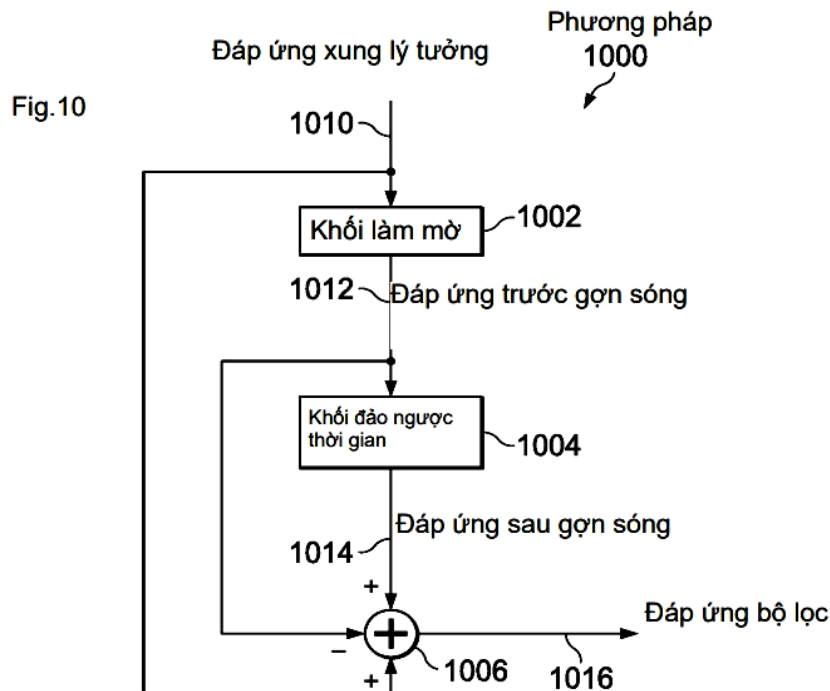 Phương pháp
1000
Đáp ứng xung lý tưởng
Fig.10
1010
Khối làm mờ
1002
1012
Đáp ứng trước gợn sóng
Khối đảo ngược
thời gian
1004
Đáp ứng sau gợn sóng
1014
+
Đáp ứng bộ lọc
+
−
1006
1016
+